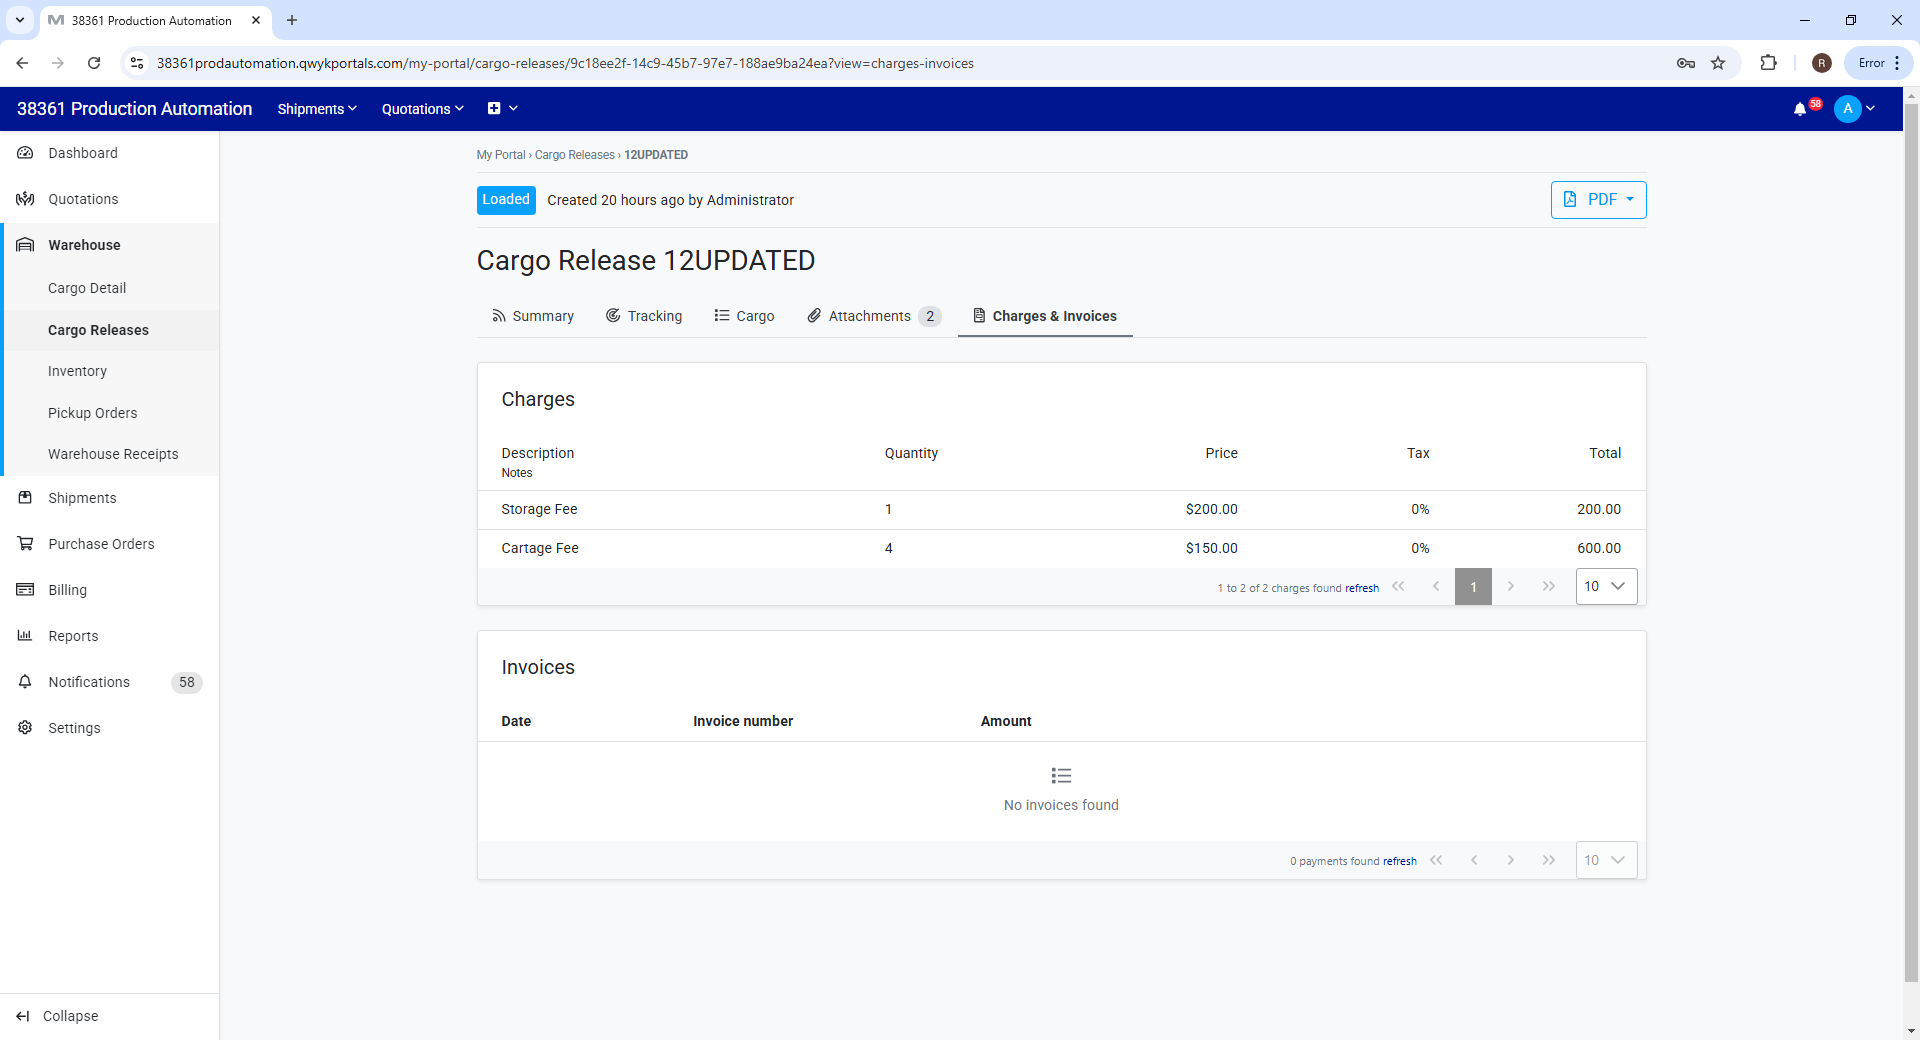 38361 Production Automation
38361prodautomation.qwykportals.com/my-portal/cargo-releases/9c18ee2f-14c9-45b7-97e7-188ae9ba24ea?view=charges-invoices
R
Error
38361 Production Automation
Shipments
Quotations
58
A
Dashboard
Quotations
Warehouse
Cargo Detail
Cargo Releases
Inventory
Pickup Orders
Warehouse Receipts
Shipments
Purchase Orders
Billing
Reports
Notifications 58
Settings
Collapse
My Portal › Cargo Releases › 12UPDATED
Loaded Created 20 hours ago by Administrator
PDF
Cargo Release 12UPDATED
Summary Tracking Cargo Attachments 2 Charges & Invoices
Charges
Description Quantity Price Tax Total
Notes
Storage Fee 1 $200.00 0% 200.00
Cartage Fee 4 $150.00 0% 600.00
1 to 2 of 2 charges found refresh 1 10
Invoices
Date Invoice number Amount
No invoices found
0 payments found refresh 10